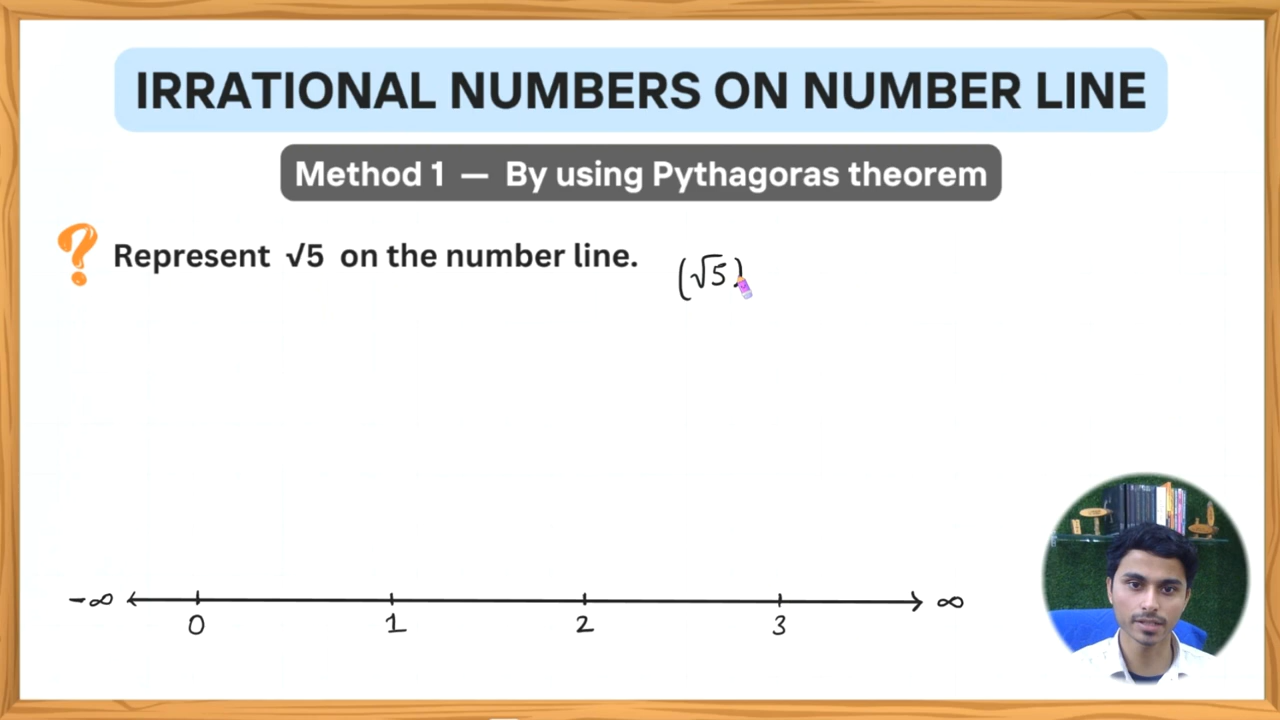 IRRATIONAL NUMBERS ON NUMBER LINE
Method 1 — By using Pythagoras theorem
? Represent √5 on the number line. (√5)
-∞ ∞
0 1 2 3